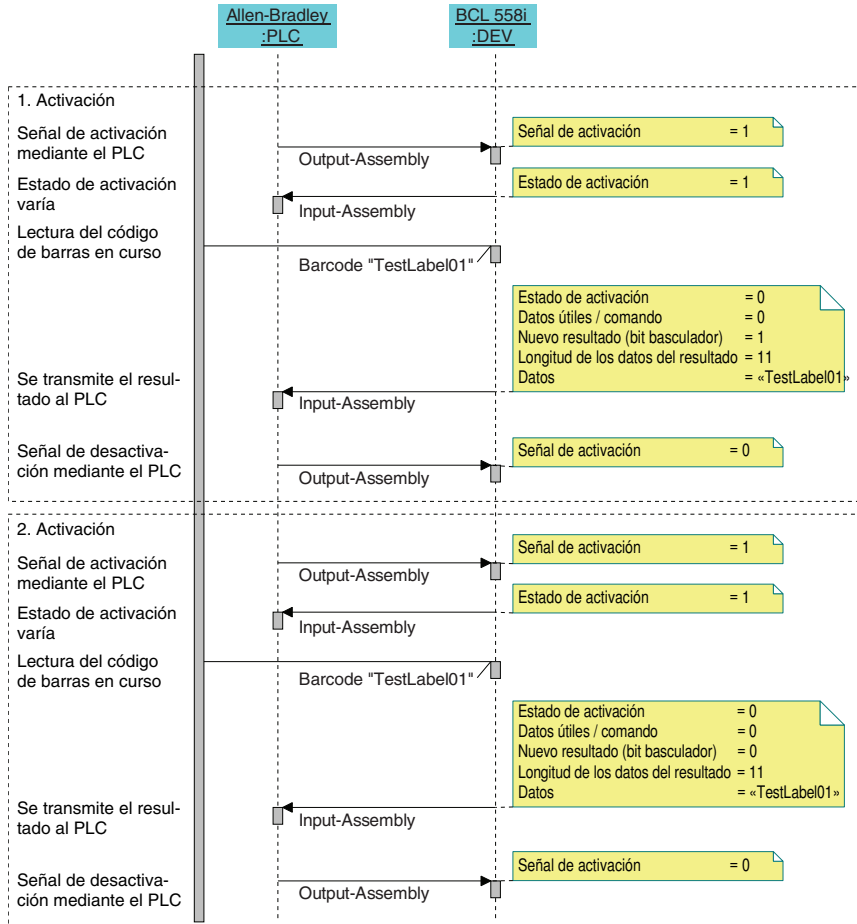 Allen-Bradley
:PLC
BCL 558i
:DEV
1. Activación
Señal de activación
mediante el PLC
Output-Assembly
Señal de activación = 1
Estado de activación
varía
Input-Assembly
Estado de activación = 1
Lectura del código
de barras en curso
Barcode "TestLabel01"
Estado de activación = 0
Datos útiles / comando = 0
Nuevo resultado (bit basculador) = 1
Longitud de los datos del resultado = 11
Datos = «TestLabel01»
Se transmite el resul-
tado al PLC
Input-Assembly
Señal de desactiva-
ción mediante el PLC
Output-Assembly
Señal de activación = 0
2. Activación
Señal de activación
mediante el PLC
Output-Assembly
Señal de activación = 1
Estado de activación
varía
Input-Assembly
Estado de activación = 1
Lectura del código
de barras en curso
Barcode "TestLabel01"
Estado de activación = 0
Datos útiles / comando = 0
Nuevo resultado (bit basculador) = 0
Longitud de los datos del resultado = 11
Datos = «TestLabel01»
Se transmite el resul-
tado al PLC
Input-Assembly
Señal de desactiva-
ción mediante el PLC
Output-Assembly
Señal de activación = 0